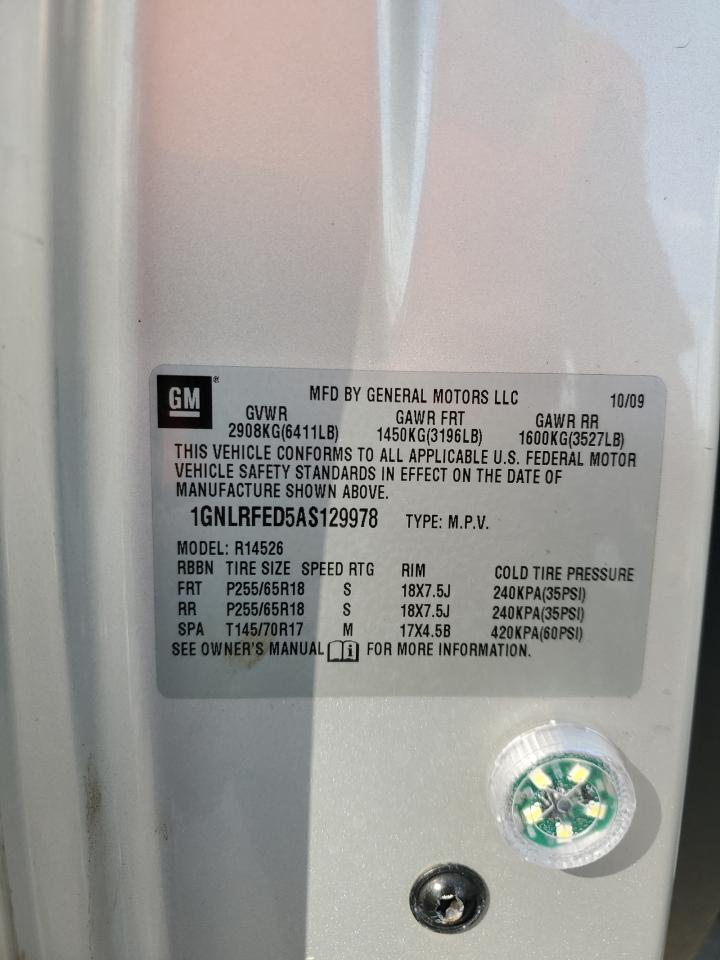 GM®
MFD BY GENERAL MOTORS LLC 10/09
GVWR GAWR FRT GAWR RR
2908KG(6411LB) 1450KG(3196LB) 1600KG(3527LB)
THIS VEHICLE CONFORMS TO ALL APPLICABLE U.S. FEDERAL MOTOR
VEHICLE SAFETY STANDARDS IN EFFECT ON THE DATE OF
MANUFACTURE SHOWN ABOVE.
1GNLRFED5AS129978 TYPE: M.P.V.
MODEL: R14526
RBBN TIRE SIZE SPEED RTG RIM COLD TIRE PRESSURE
FRT P255/65R18 S 18X7.5J 240KPA(35PSI)
RR P255/65R18 S 18X7.5J 240KPA(35PSI)
SPA T145/70R17 M 17X4.5B 420KPA(60PSI)
SEE OWNER'S MANUAL i FOR MORE INFORMATION.